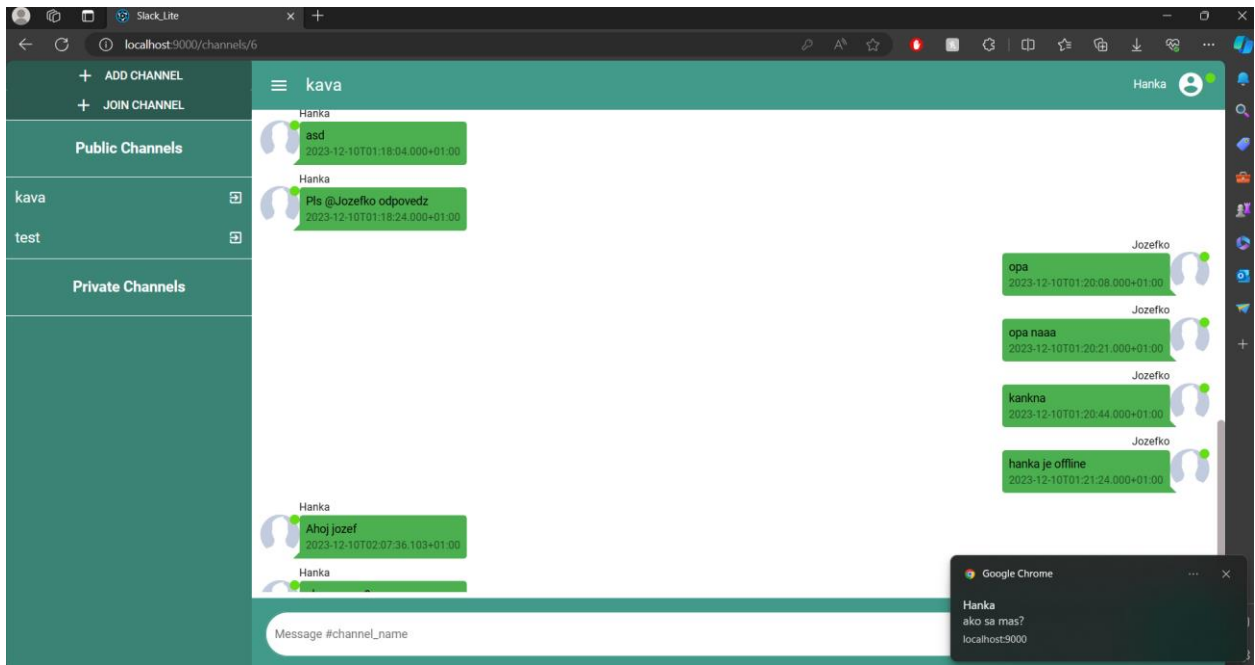 Slack_Lite
localhost:9000/channels/6
ADD CHANNEL
JOIN CHANNEL
Public Channels
kava
test
Private Channels
kava
Hanka
Hanka
asd
2023-12-10T01:18:04.000+01:00
Hanka
Pls @Jozefko odpovedz
2023-12-10T01:18:24.000+01:00
Jozefko
opa
2023-12-10T01:20:08.000+01:00
Jozefko
opa naaa
2023-12-10T01:20:21.000+01:00
Jozefko
kankna
2023-12-10T01:20:44.000+01:00
Jozefko
hanka je offline
2023-12-10T01:21:24.000+01:00
Hanka
Ahoj jozef
2023-12-10T02:07:36.103+01:00
Hanka
Message #channel_name
Google Chrome
Hanka
ako sa mas?
localhost:9000